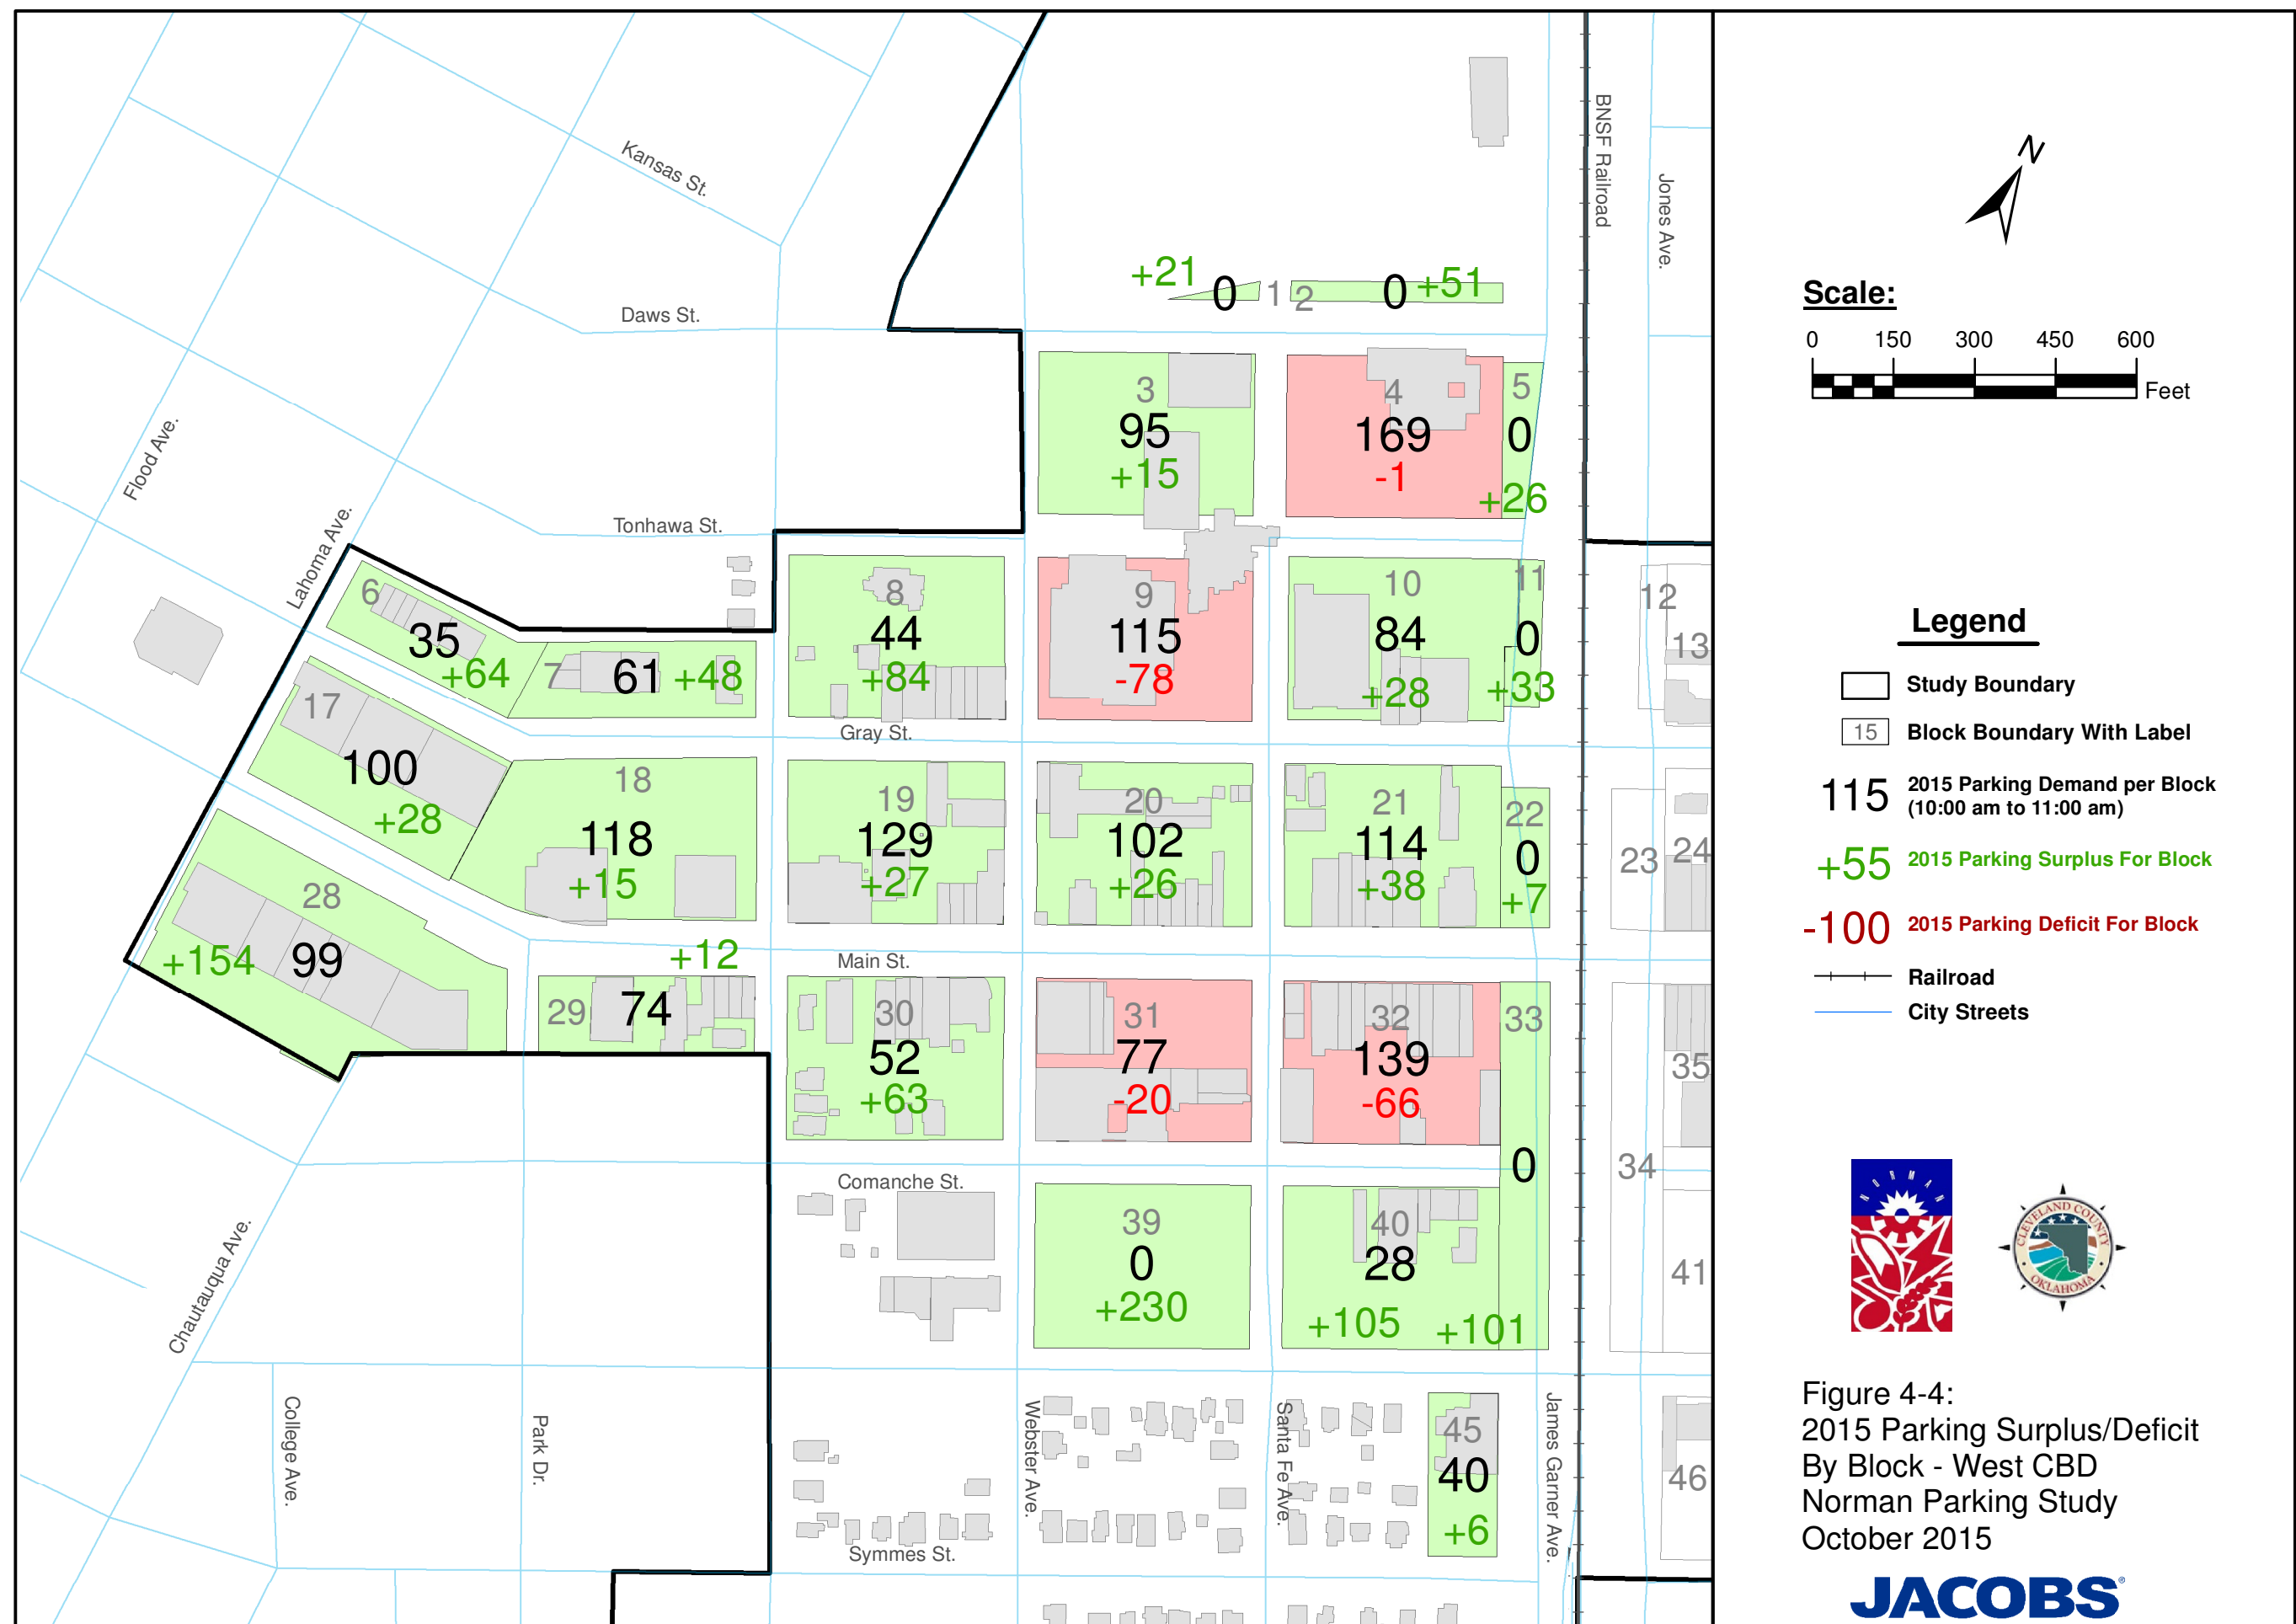 Kansas St.
BNSF Railroad
Jones Ave.
+21
0
1
2
0
+51
Daws St.
3
95
+15
4
169
-1
5
0
+26
Flood Ave.
Lahoma Ave.
Tonhawa St.
6
35
+64
7
61
+48
8
44
+84
9
115
-78
10
84
+28
11
0
+33
12
13
Gray St.
17
100
+28
18
118
+15
19
129
+27
20
102
+26
21
114
+38
22
0
+7
23
24
28
+154
99
+12
Main St.
29
74
30
52
+63
31
77
-20
32
139
-66
33
0
+101
34
35
Comanche St.
39
0
+230
40
28
+105
41
Chautauqua Ave.
College Ave.
Park Dr.
Webster Ave.
Santa Fe Ave.
James Garner Ave.
45
40
+6
46
Symmes St.
N
Scale:
0 150 300 450 600
Feet
Legend
Study Boundary
15 Block Boundary With Label
115 2015 Parking Demand per Block
(10:00 am to 11:00 am)
+55 2015 Parking Surplus For Block
-100 2015 Parking Deficit For Block
Railroad
City Streets
NORMAN
CLEVELAND COUNTY
OKLAHOMA
Figure 4-4:
2015 Parking Surplus/Deficit
By Block - West CBD
Norman Parking Study
October 2015
JACOBS®